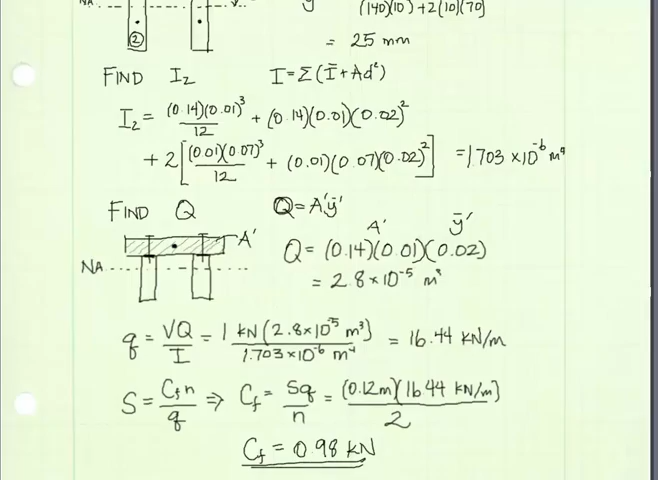 NA
(140)(10) + 2(10)(70)
②
= 25 mm
FIND I_z I = Σ(Ī + Ad²)
I_z = (0.14)(0.01)³/12 + (0.14)(0.01)(0.02)²
+ 2[(0.01)(0.07)³/12 + (0.01)(0.07)(0.02)²] = 1.703 × 10⁻⁶ m⁴
FIND Q Q = A'ȳ'
A' ȳ'
A'
Q = (0.14)(0.01)(0.02)
NA
= 2.8 × 10⁻⁵ m³
q = VQ/I = 1 kN (2.8 × 10⁻⁵ m³)/1.703 × 10⁻⁶ m⁴ = 16.44 kN/m
S = C_f n/q ⇒ C_f = Sq/n = (0.12m)(16.44 kN/m)/2
C_f = 0.98 kN